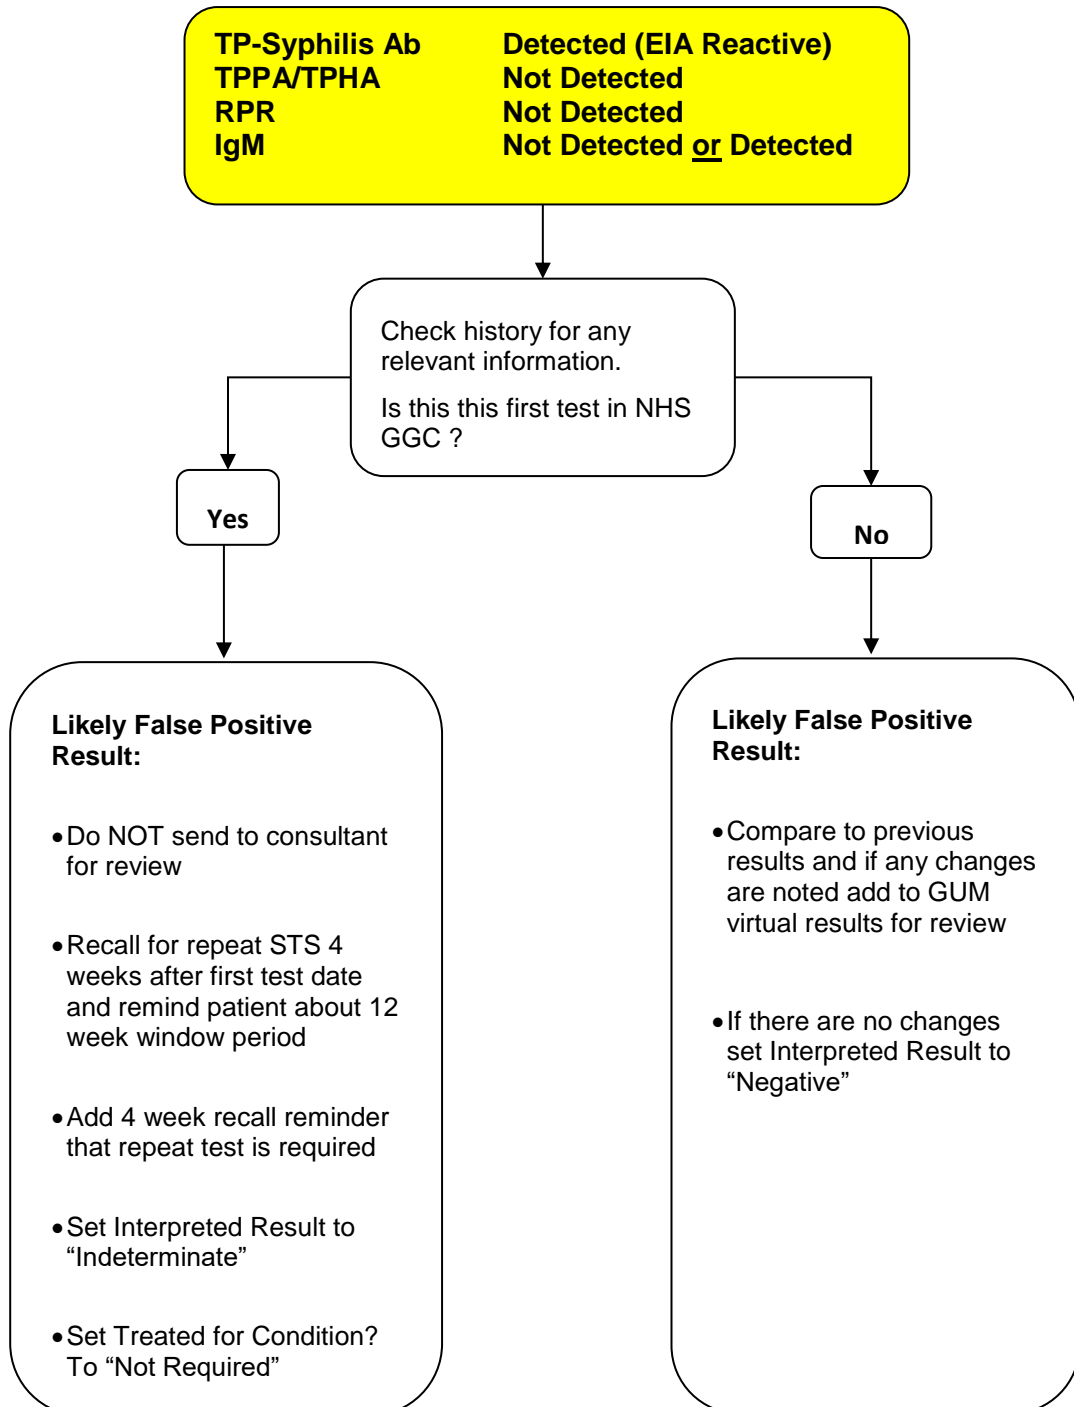 TP-Syphilis Ab Detected (EIA Reactive)
TPPA/TPHA Not Detected
RPR Not Detected
IgM Not Detected or Detected
Check history for any
relevant information.
Is this this first test in NHS
GGC ?
Yes
No
Likely False Positive
Result:
•Do NOT send to consultant
for review
•Recall for repeat STS 4
weeks after first test date
and remind patient about 12
week window period
•Add 4 week recall reminder
that repeat test is required
•Set Interpreted Result to
“Indeterminate”
•Set Treated for Condition?
To “Not Required”
Likely False Positive
Result:
•Compare to previous
results and if any changes
are noted add to GUM
virtual results for review
•If there are no changes
set Interpreted Result to
“Negative”